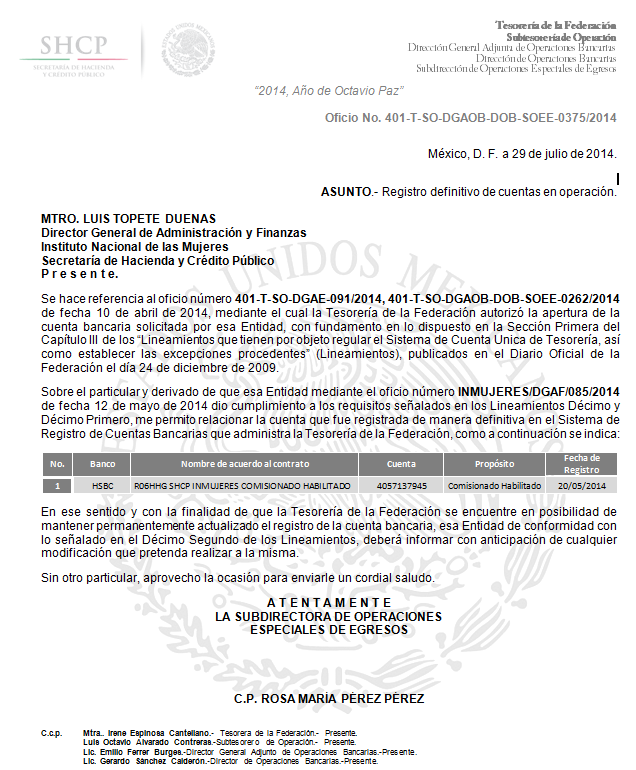 SHCP
SECRETARÍA DE HACIENDA
Y CRÉDITO PÚBLICO
Tesorería de la Federación
Subtesorería de Operación
Dirección General Adjunta de Operaciones Bancarias
Dirección de Operaciones Bancarias
Subdirección de Operaciones Especiales de Egresos
“2014, Año de Octavio Paz”
Oficio No. 401-T-SO-DGAOB-DOB-SOEE-0375/2014
México, D. F. a 29 de julio de 2014.
ASUNTO.- Registro definitivo de cuentas en operación.
MTRO. LUIS TOPETE DUENAS
Director General de Administración y Finanzas
Instituto Nacional de las Mujeres
Secretaría de Hacienda y Crédito Público
P r e s e n t e.
Se hace referencia al oficio número 401-T-SO-DGAE-091/2014, 401-T-SO-DGAOB-DOB-SOEE-0262/2014
de fecha 10 de abril de 2014, mediante el cual la Tesorería de la Federación autorizó la apertura de la
cuenta bancaria solicitada por esa Entidad, con fundamento en lo dispuesto en la Sección Primera del
Capítulo III de los “Lineamientos que tienen por objeto regular el Sistema de Cuenta Unica de Tesorería, así
como establecer las excepciones procedentes” (Lineamientos), publicados en el Diario Oficial de la
Federación el día 24 de diciembre de 2009.
Sobre el particular y derivado de que esa Entidad mediante el oficio número INMUJERES/DGAF/085/2014
de fecha 12 de mayo de 2014 dio cumplimiento a los requisitos señalados en los Lineamientos Décimo y
Décimo Primero, me permito relacionar la cuenta que fue registrada de manera definitiva en el Sistema de
Registro de Cuentas Bancarias que administra la Tesorería de la Federación, como a continuación se indica:
No. Banco Nombre de acuerdo al contrato Cuenta Propósito Fecha de Registro
1 HSBC R06HHG SHCP INMUJERES COMISIONADO HABILITADO 4057137945 Comisionado Habilitado 20/05/2014
En ese sentido y con la finalidad de que la Tesorería de la Federación se encuentre en posibilidad de
mantener permanentemente actualizado el registro de la cuenta bancaria, esa Entidad de conformidad con
lo señalado en el Décimo Segundo de los Lineamientos, deberá informar con anticipación de cualquier
modificación que pretenda realizar a la misma.
Sin otro particular, aprovecho la ocasión para enviarle un cordial saludo.
A T E N T A M E N T E
LA SUBDIRECTORA DE OPERACIONES
ESPECIALES DE EGRESOS
C.P. ROSA MARÍA PÉREZ PÉREZ
C.c.p. Mtra.. Irene Espinosa Cantellano.- Tesorera de la Federación.- Presente.
Luis Octavio Alvarado Contreras.-Subtesorero de Operación.- Presente.
Lic. Emilio Ferrer Burges.-Director General Adjunto de Operaciones Bancarias.-Presente.
Lic. Gerardo Sánchez Calderón.-Director de Operaciones Bancarias.-Presente.